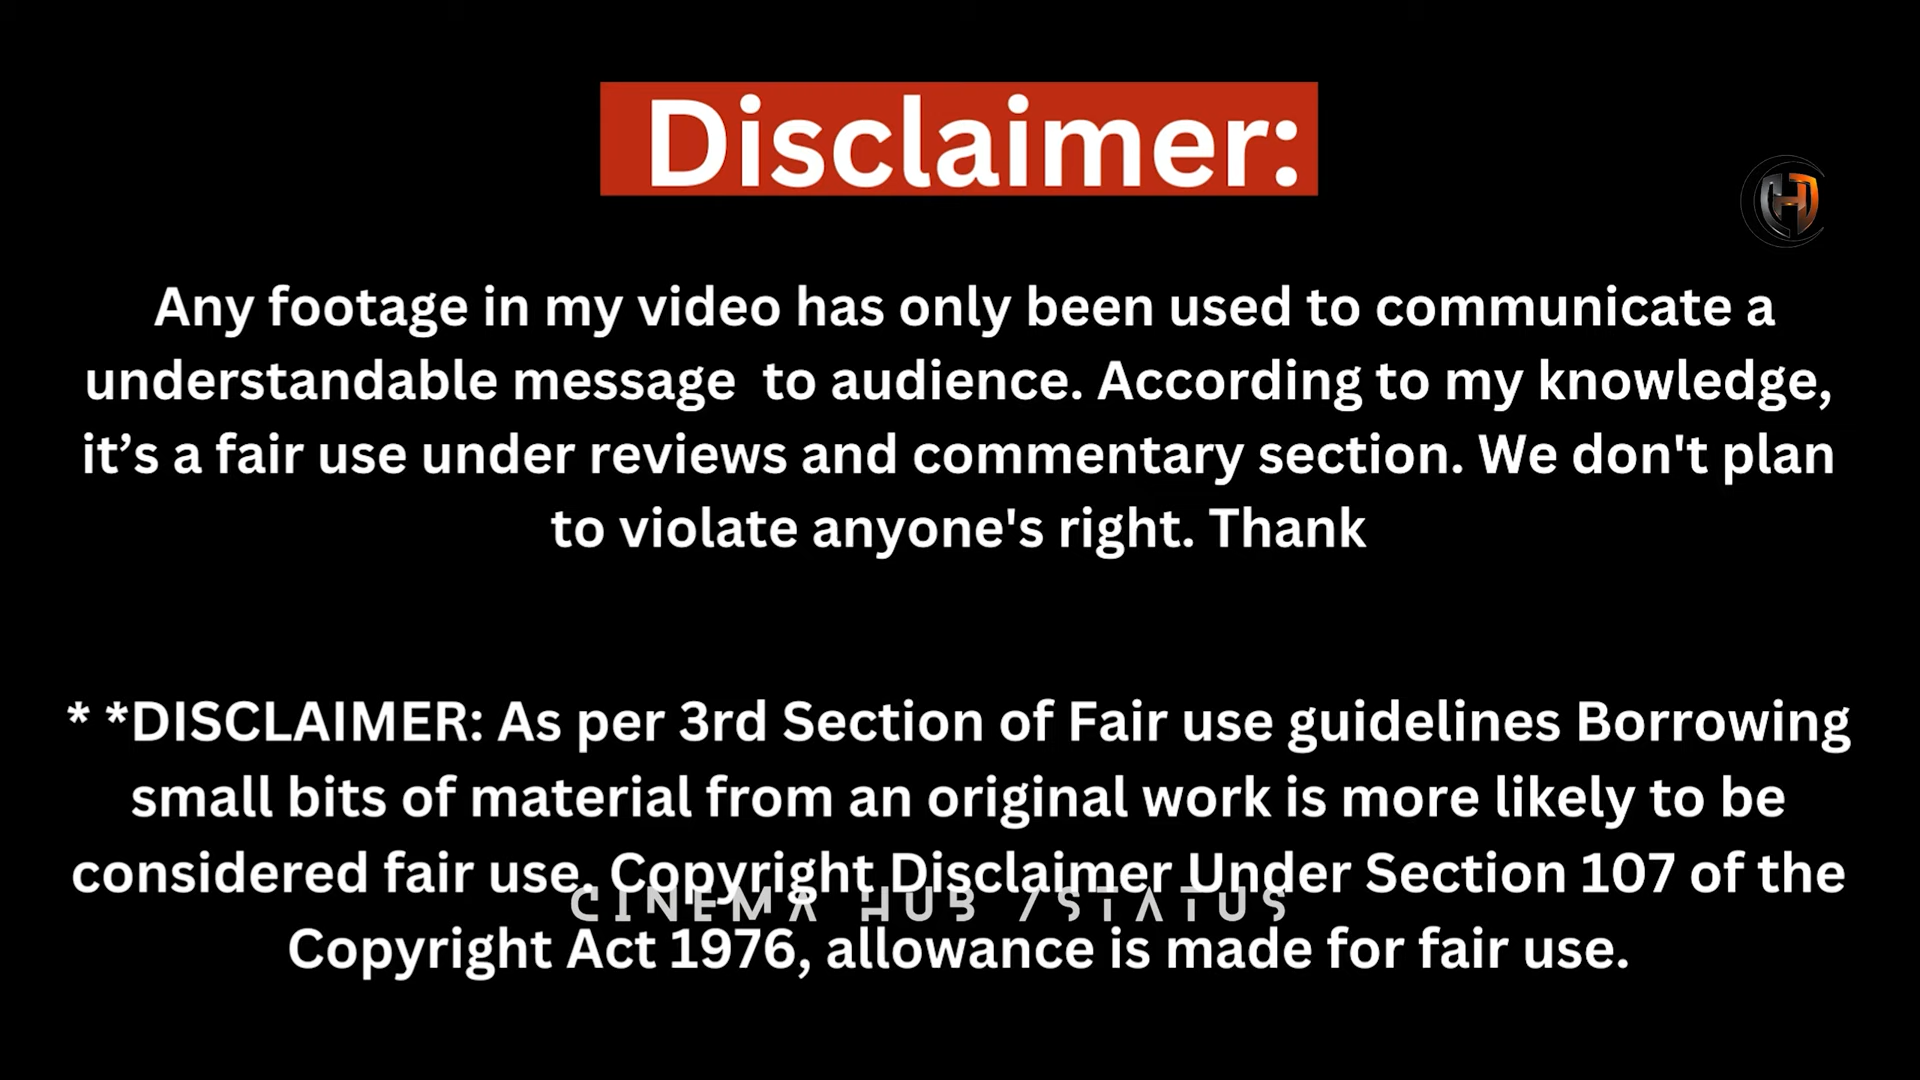 Disclaimer:
Any footage in my video has only been used to communicate a
understandable message  to audience. According to my knowledge,
it’s a fair use under reviews and commentary section. We don't plan
to violate anyone's right. Thank
* *DISCLAIMER: As per 3rd Section of Fair use guidelines Borrowing
small bits of material from an original work is more likely to be
considered fair use. Copyright Disclaimer Under Section 107 of the
CINEMA HUB 7STATUS
Copyright Act 1976, allowance is made for fair use.